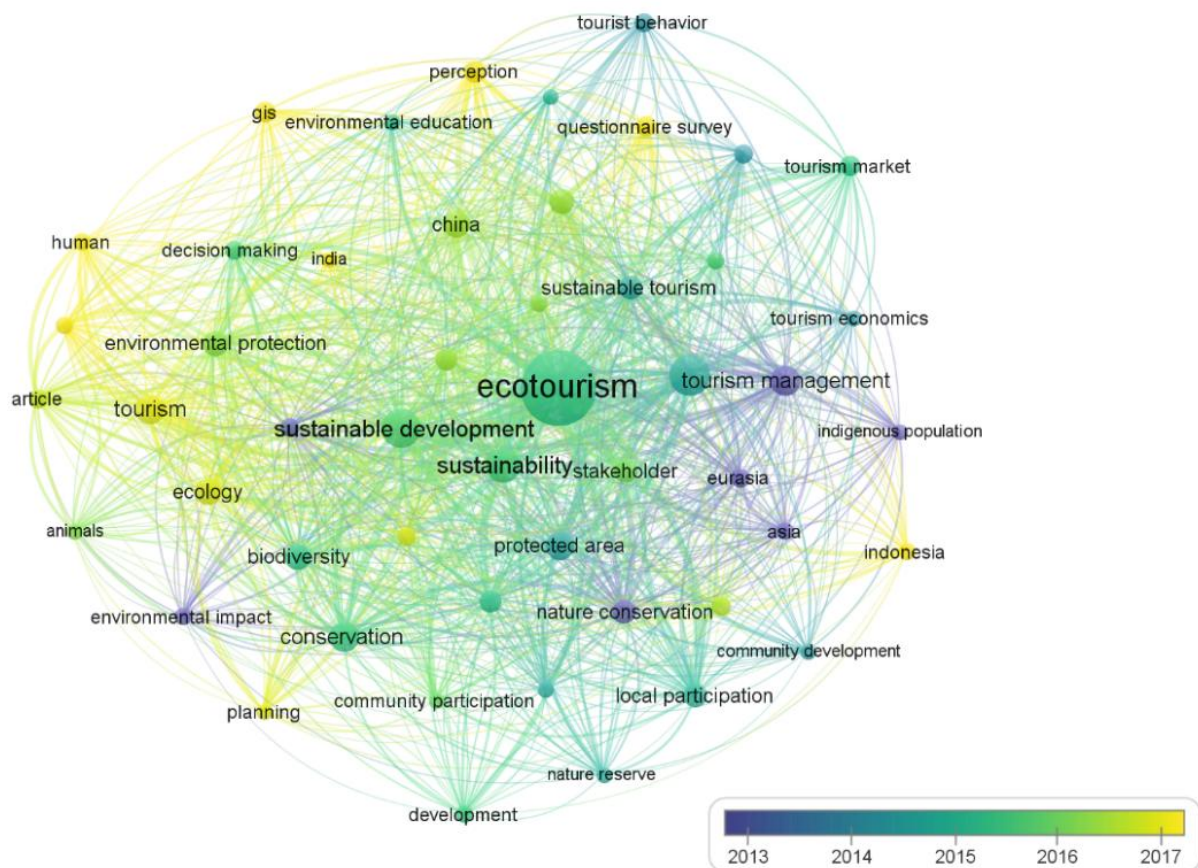 tourist behavior
perception
gis
environmental education
questionnaire survey
tourism market
china
human
decision making
india
sustainable tourism
tourism economics
environmental protection
ecotourism
tourism management
article
tourism
sustainable development
indigenous population
sustainability
stakeholder
eurasia
ecology
animals
asia
biodiversity
protected area
indonesia
environmental impact
nature conservation
conservation
community development
community participation
local participation
planning
nature reserve
development
2013 2014 2015 2016 2017